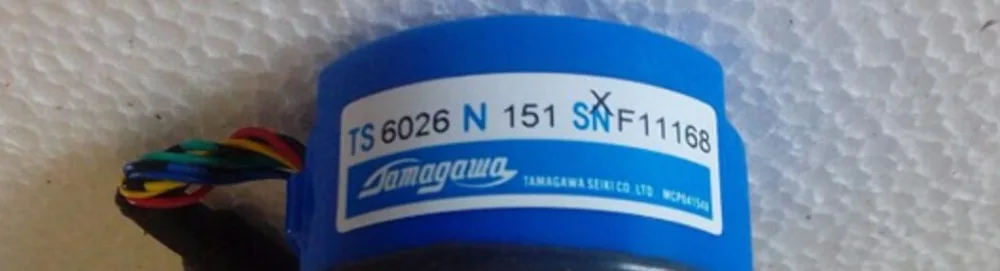 TS 6026 N 151 SN F11168
Tamagawa TAMAGAWA SEIKI CO., LTD.